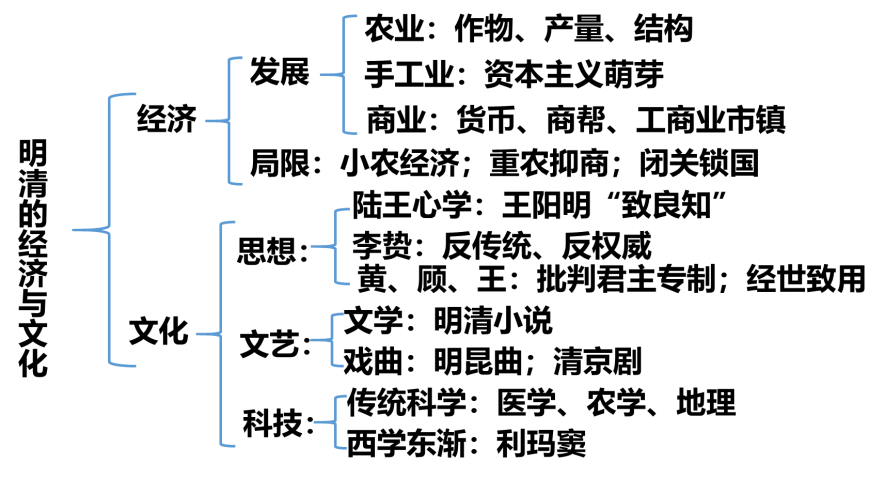 明清的经济与文化
经济
发展
农业：作物、产量、结构
手工业：资本主义萌芽
商业：货币、商帮、工商业市镇
局限：小农经济；重农抑商；闭关锁国
文化
思想：
陆王心学：王阳明“致良知”
李贽：反传统、反权威
黄、顾、王：批判君主专制；经世致用
文艺：
文学：明清小说
戏曲：明昆曲；清京剧
科技：
传统科学：医学、农学、地理
西学东渐：利玛窦